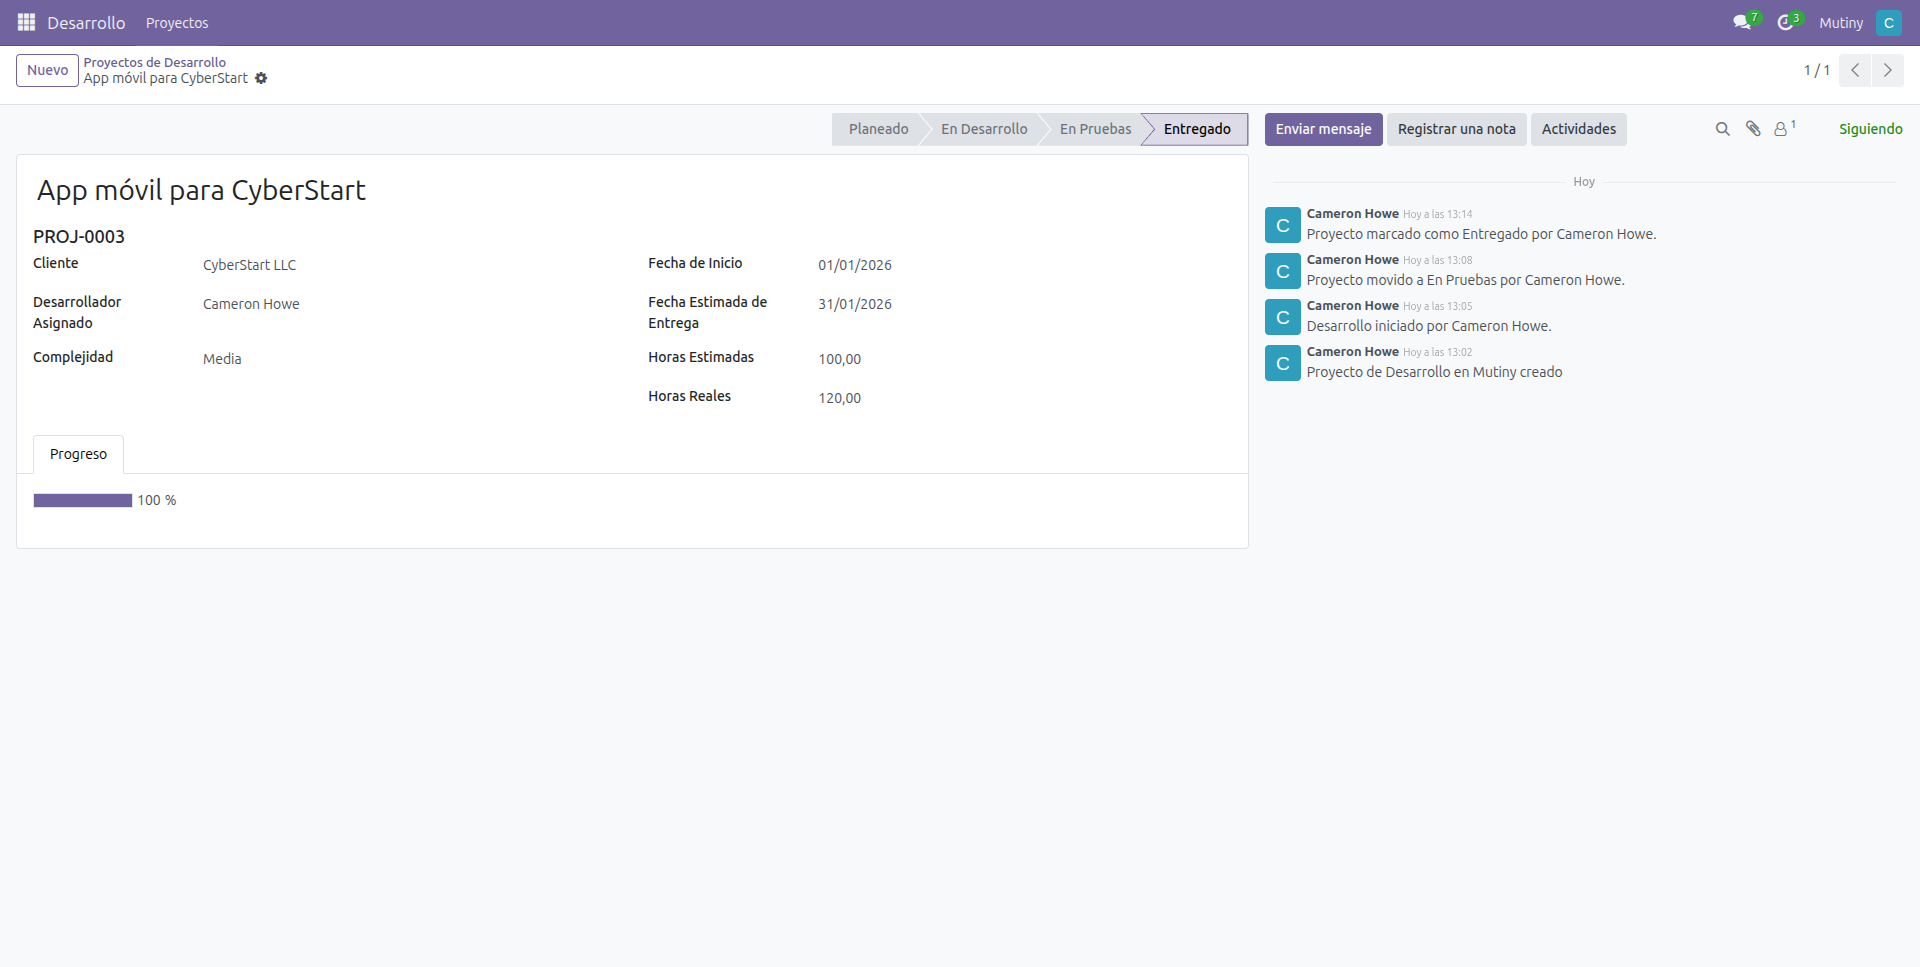 Desarrollo Proyectos 7 3 Mutiny C
Nuevo Proyectos de Desarrollo
App móvil para CyberStart 1 / 1
Planeado En Desarrollo En Pruebas Entregado
App móvil para CyberStart
PROJ-0003
Cliente CyberStart LLC
Desarrollador Asignado Cameron Howe
Complejidad Media
Fecha de Inicio 01/01/2026
Fecha Estimada de Entrega 31/01/2026
Horas Estimadas 100,00
Horas Reales 120,00
Progreso
100 %
Enviar mensaje Registrar una nota Actividades 1 Siguiendo
Hoy
C Cameron Howe Hoy a las 13:14
Proyecto marcado como Entregado por Cameron Howe.
C Cameron Howe Hoy a las 13:08
Proyecto movido a En Pruebas por Cameron Howe.
C Cameron Howe Hoy a las 13:05
Desarrollo iniciado por Cameron Howe.
C Cameron Howe Hoy a las 13:02
Proyecto de Desarrollo en Mutiny creado